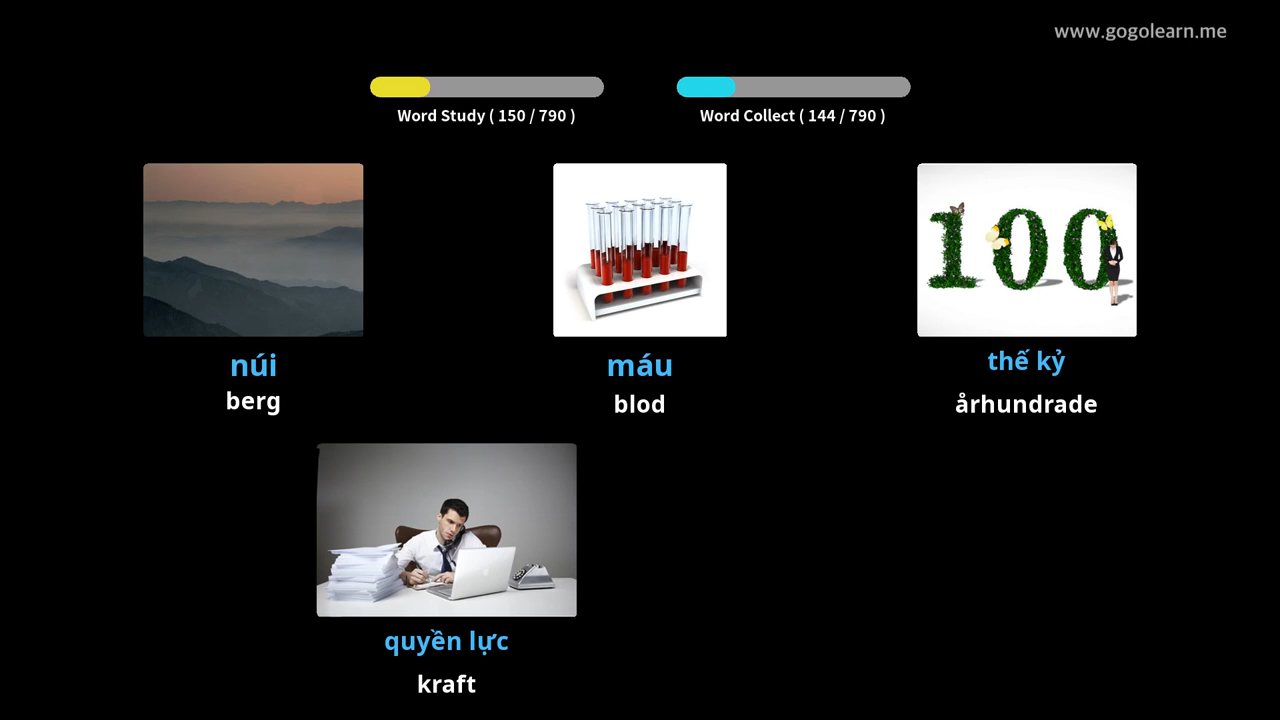 www.gogolearn.me
Word Study ( 150 / 790 )
Word Collect ( 144 / 790 )
100
núi
berg
máu
blod
thế kỷ
århundrade
quyền lực
kraft